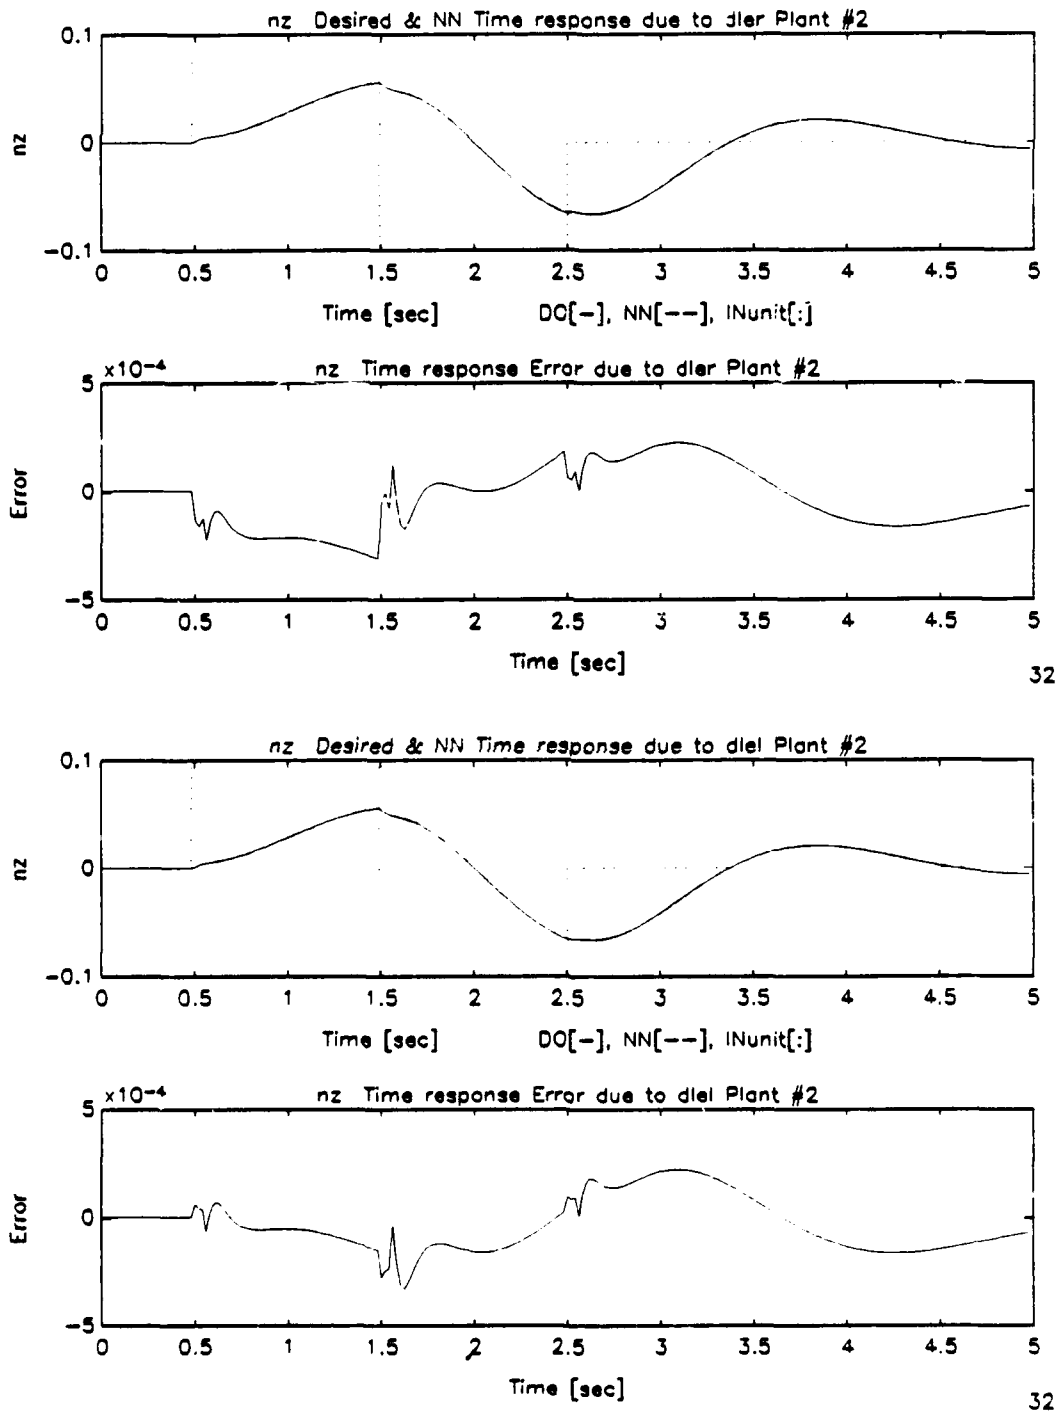 nz Desired & NN Time response due to dler Plant #2
0.1
0
-0.1
nz
0 0.5 1 1.5 2 2.5 3 3.5 4 4.5 5
Time [sec] DO[-], NN[--], INunit[:]
x10-4
nz Time response Error due to dler Plant #2
5
0
-5
Error
0 0.5 1 1.5 2 2.5 3 3.5 4 4.5 5
Time [sec]
32
nz Desired & NN Time response due to dlel Plant #2
0.1
0
-0.1
nz
0 0.5 1 1.5 2 2.5 3 3.5 4 4.5 5
Time [sec] DO[-], NN[--], INunit[:]
x10-4
nz Time response Error due to dlel Plant #2
5
0
-5
Error
0 0.5 1 1.5 2 2.5 3 3.5 4 4.5 5
Time [sec]
32